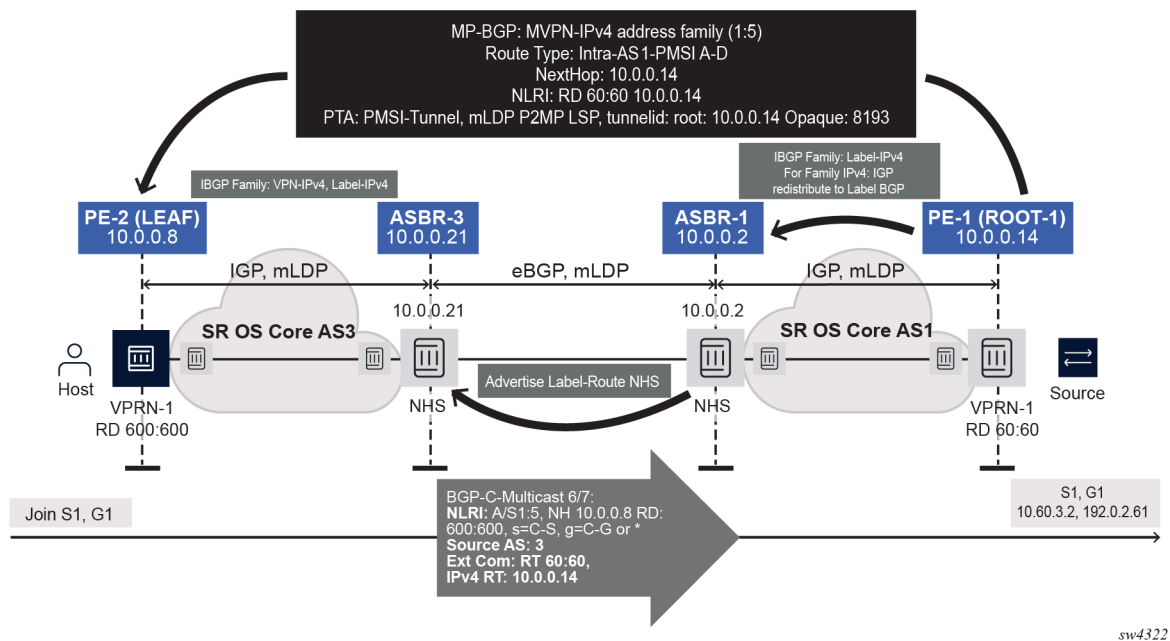 MP-BGP: MVPN-IPv4 address family (1:5)
Route Type: Intra-AS1-PMSI A-D
NextHop: 10.0.0.14
NLRI: RD 60:60 10.0.0.14
PTA: PMSI-Tunnel, mLDP P2MP LSP, tunnelid: root: 10.0.0.14 Opaque: 8193
IBGP Family: VPN-IPv4, Label-IPv4
IBGP Family: Label-IPv4
For Family IPv4: IGP
redistribute to Label BGP
PE-2 (LEAF)
10.0.0.8
ASBR-3
10.0.0.21
ASBR-1
10.0.0.2
PE-1 (ROOT-1)
10.0.0.14
IGP, mLDP
eBGP, mLDP
IGP, mLDP
10.0.0.21
10.0.0.2
SR OS Core AS3
SR OS Core AS1
Host
Advertise Label-Route NHS
Source
VPRN-1
RD 600:600
NHS
NHS
VPRN-1
RD 60:60
Join S1, G1
BGP-C-Multicast 6/7:
NLRI: A/S1:5, NH 10.0.0.8 RD:
600:600, s=C-S, g=C-G or *
Source AS: 3
Ext Com: RT 60:60,
IPv4 RT: 10.0.0.14
S1, G1
10.60.3.2, 192.0.2.61
sw4322